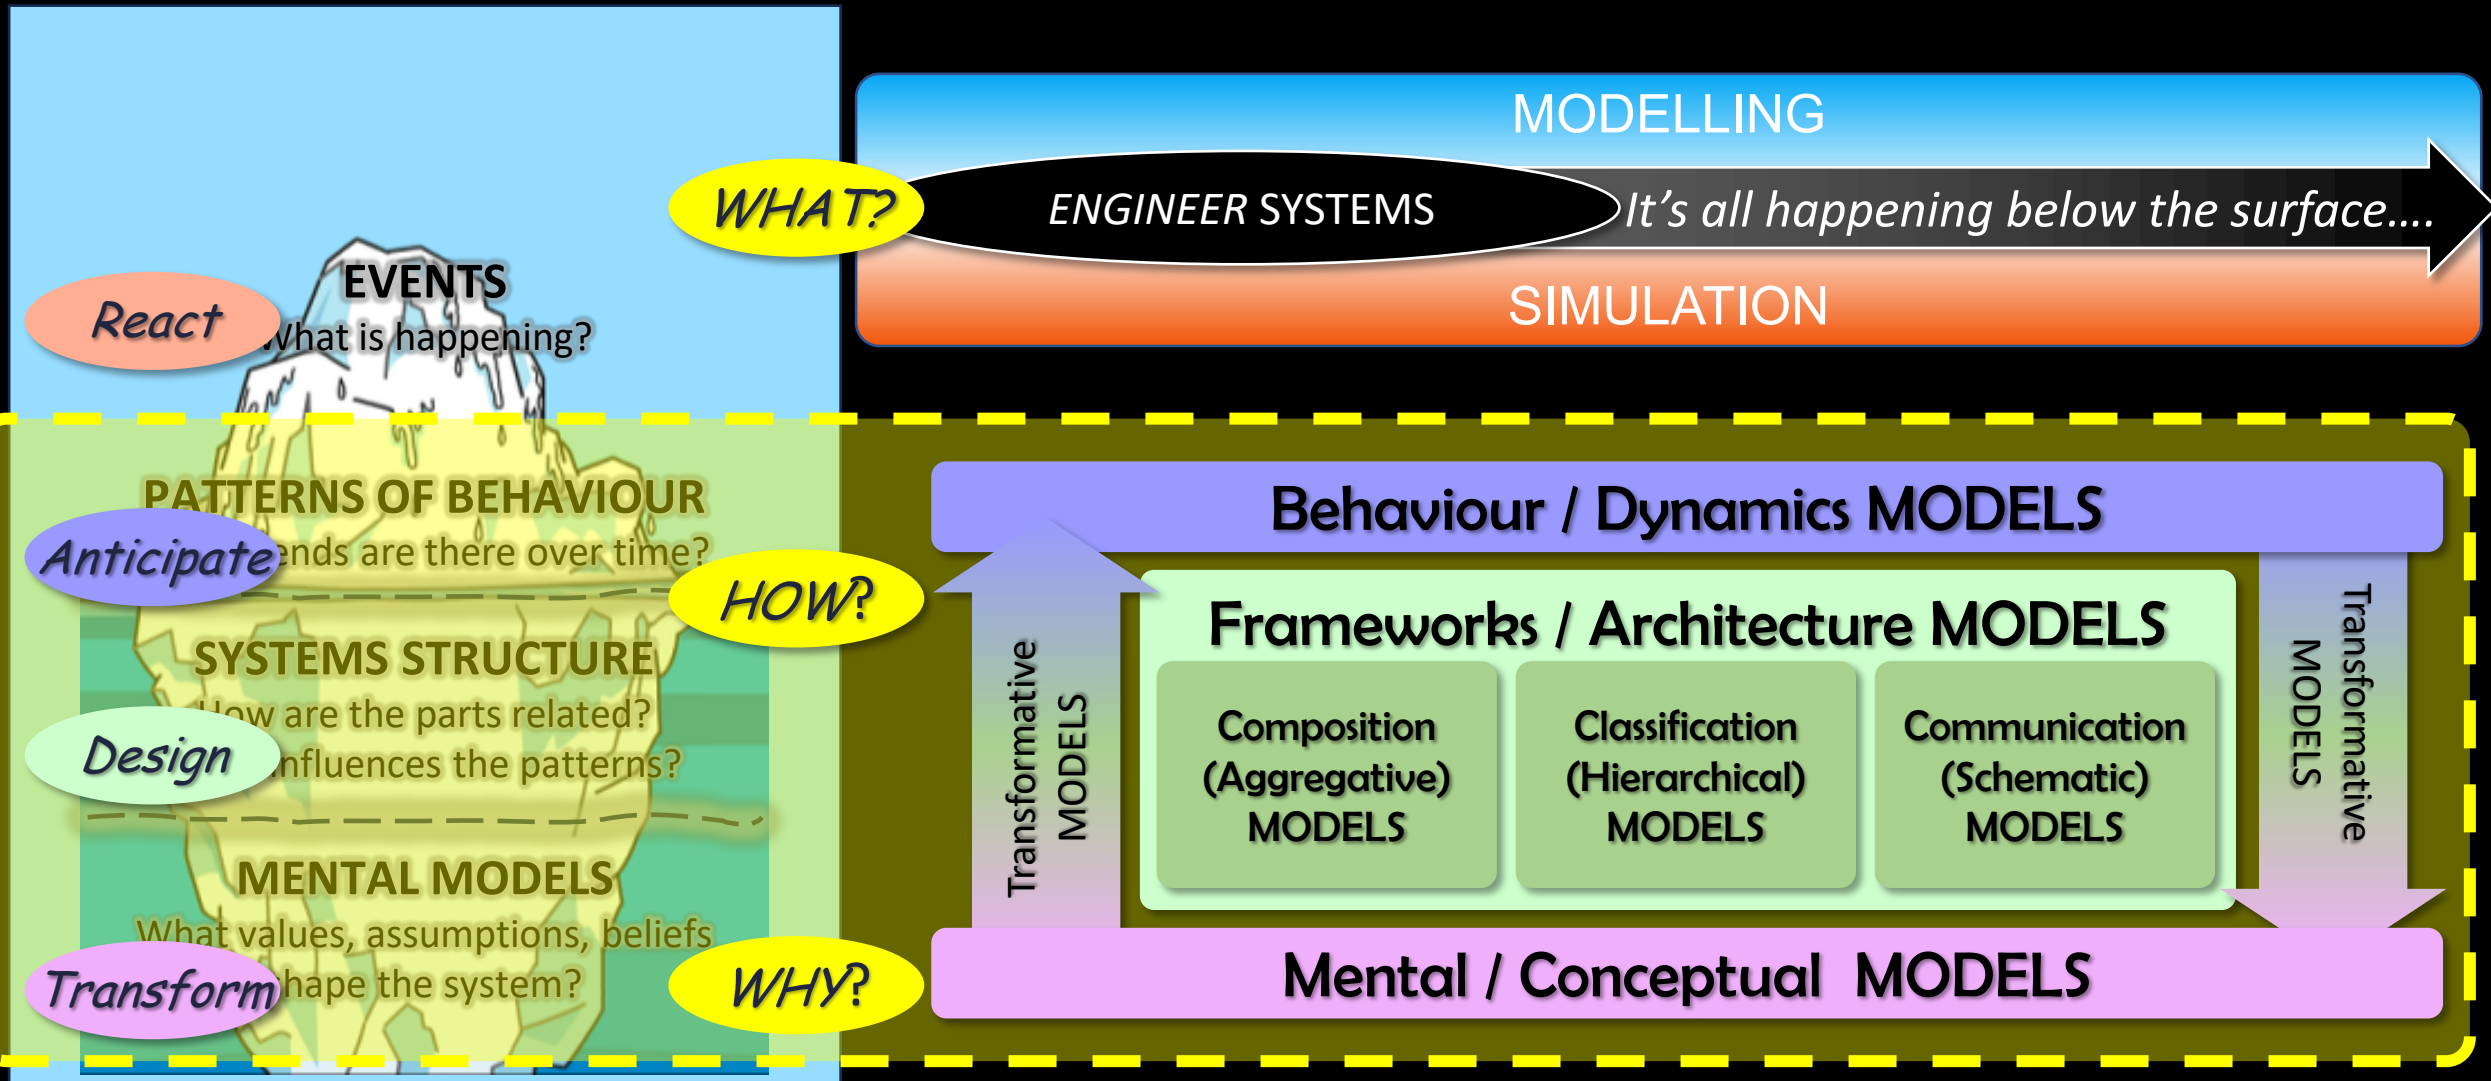 MODELLING
WHAT?
ENGINEER SYSTEMS
It's all happening below the surface....
SIMULATION
React
EVENTS
hat is happening?
PATTERNS OF BEHAVIOUR
Anticipate
ends are there over time?
HOW?
SYSTEMS STRUCTURE
How are the parts related?
Design
nfluences the patterns?
MENTAL MODELS
What values, assumptions, beliefs
Transform
hape the system?
WHY?
Behaviour / Dynamics MODELS
Transformative
MODELS
Frameworks / Architecture MODELS
Composition
(Aggregative)
MODELS
Classification
(Hierarchical)
MODELS
Communication
(Schematic)
MODELS
Transformative
MODELS
Mental / Conceptual MODELS